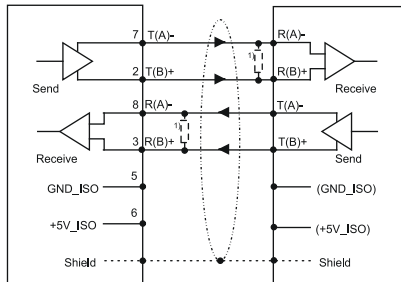 7 T(A)- R(A)-
1)
2 T(B)+ R(B)+
Send Receive
8 R(A)- T(A)-
1)
3 R(B)+ T(B)+
Receive Send
5
GND_ISO (GND_ISO)
6
+5V_ISO (+5V_ISO)
Shield Shield